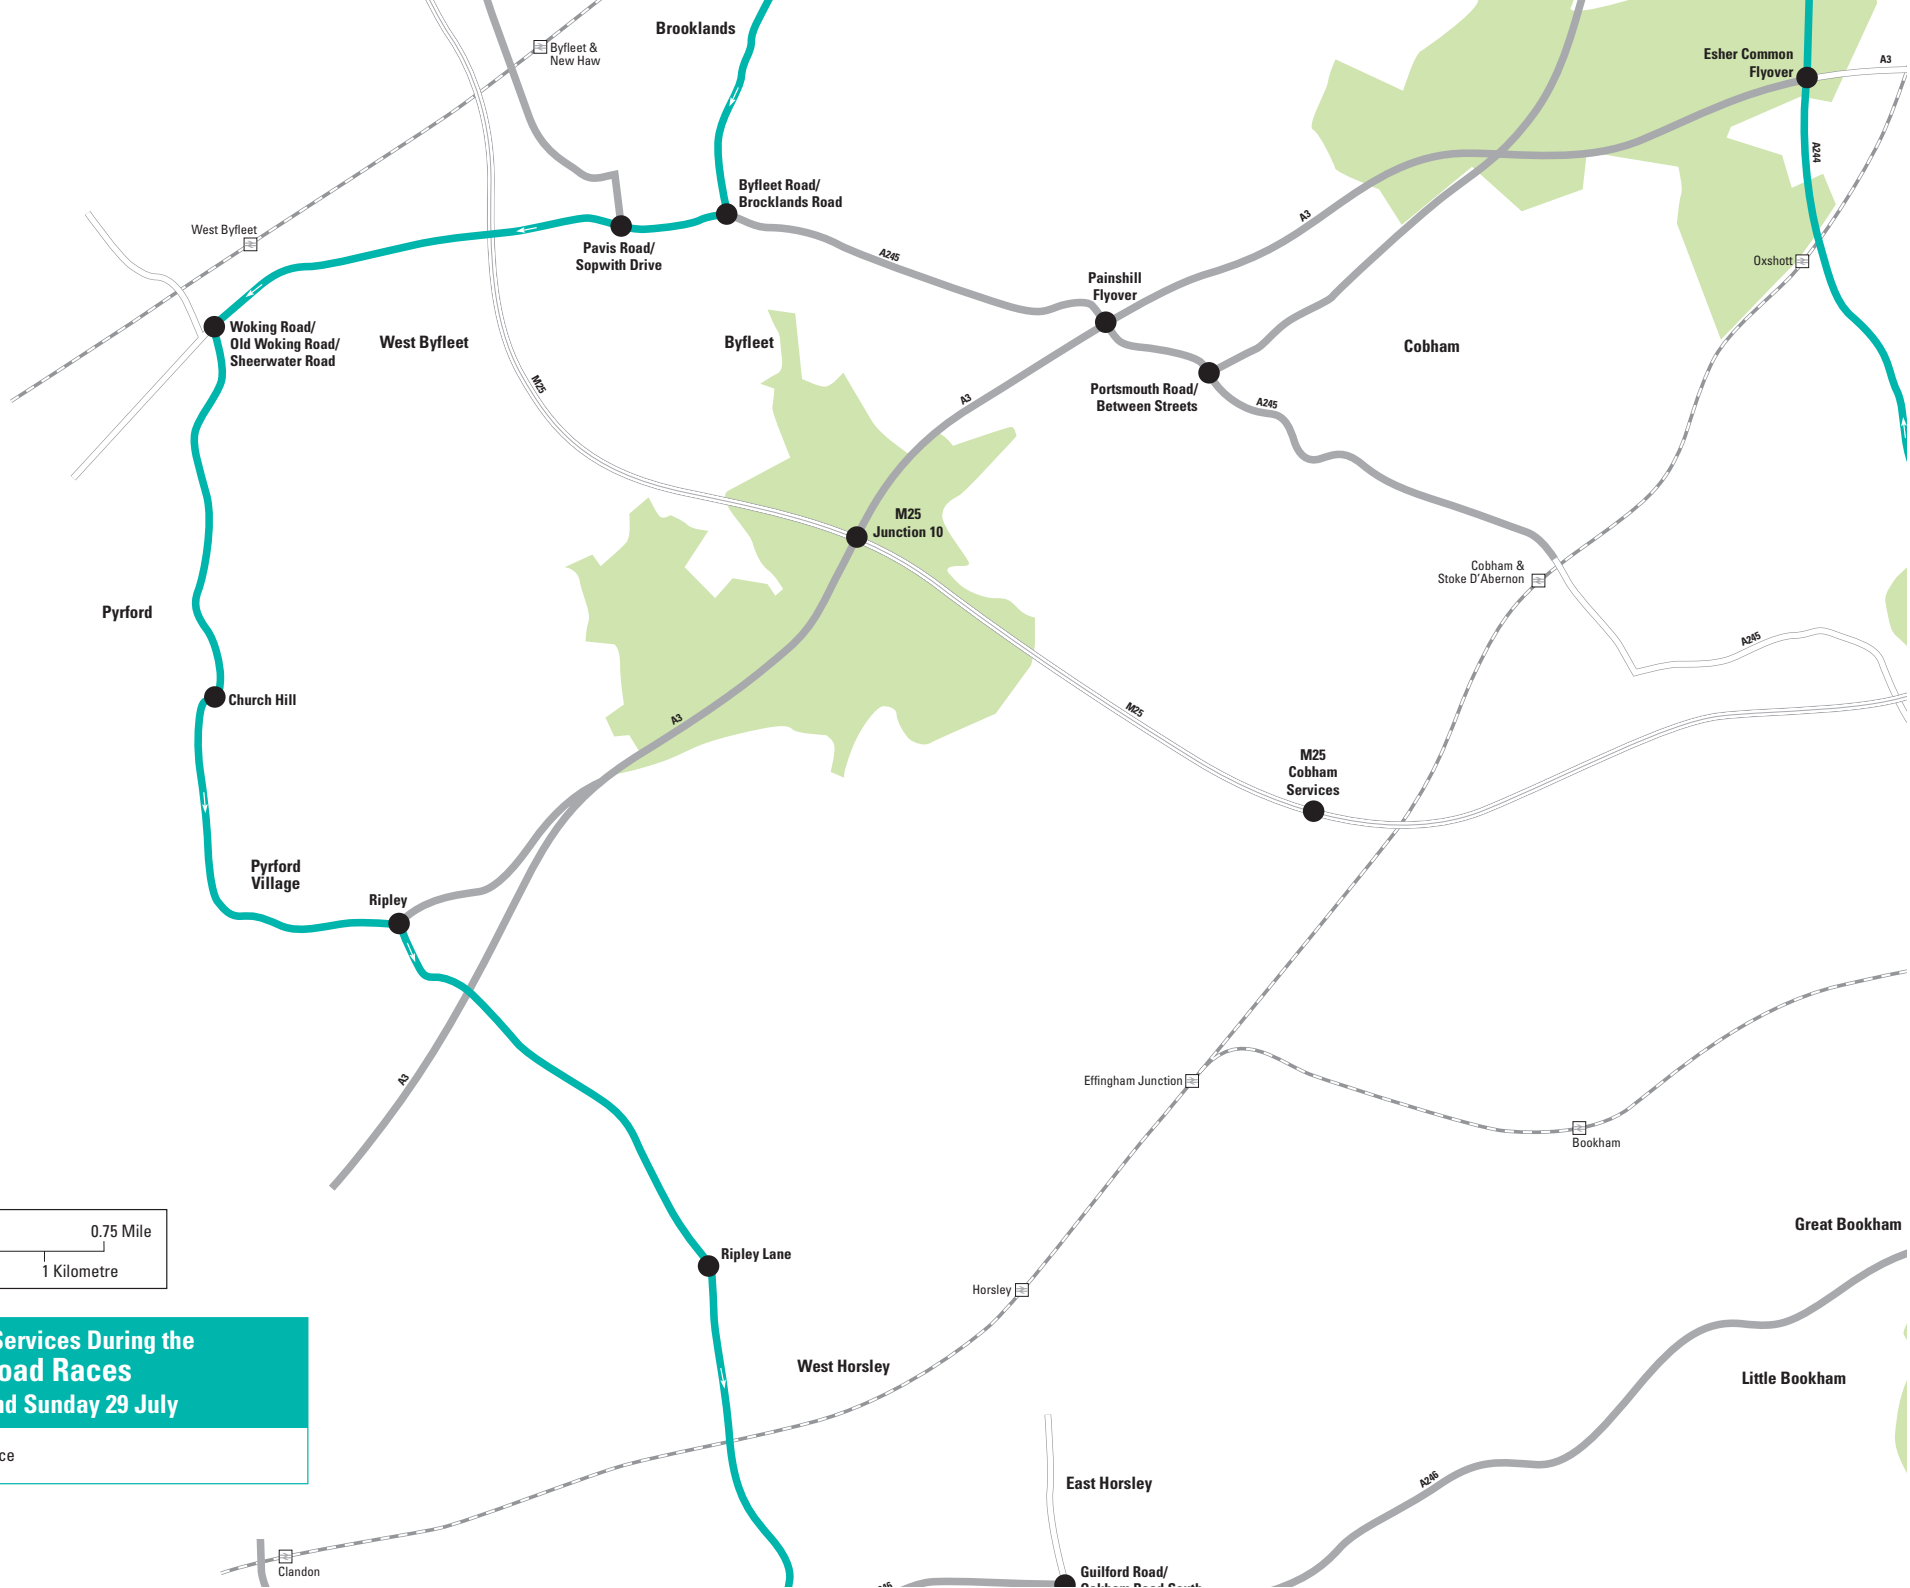 Brooklands
Byfleet &
New Haw
Esher Common
Flyover
A3
A244
Byfleet Road/
Brocklands Road
West Byfleet
Pavis Road/
Sopwith Drive
A245
A3
Oxshott
Painshill
Flyover
Woking Road/
Old Woking Road/
Sheerwater Road
West Byfleet
Byfleet
Cobham
M25
A3
Portsmouth Road/
Between Streets
A245
M25
Junction 10
Cobham &
Stoke D'Abernon
Pyrford
A245
Church Hill
A3
M25
M25
Cobham
Services
Pyrford
Village
Ripley
A3
Effingham Junction
Bookham
0.75 Mile
1 Kilometre
Great Bookham
Ripley Lane
Horsley
Services During the
oad Races
nd Sunday 29 July
ce
West Horsley
Little Bookham
East Horsley
A246
Clandon
Guilford Road/
46